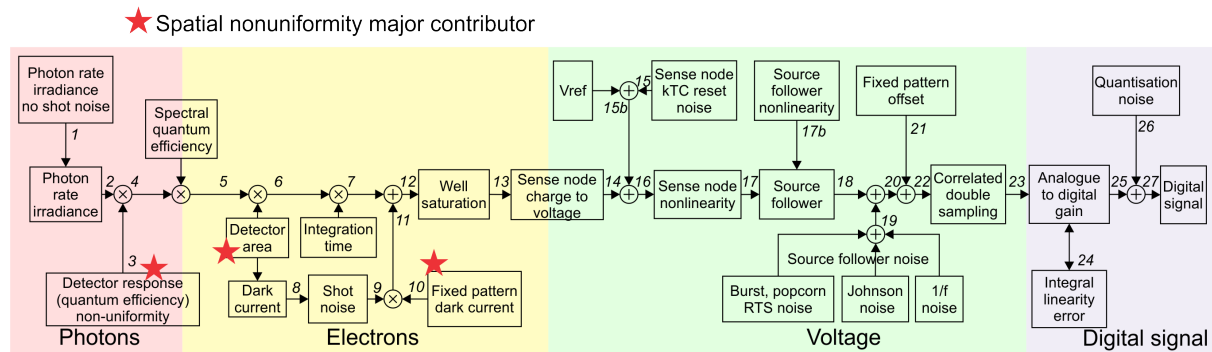 Spatial nonuniformity major contributor
Photon rate
irradiance
no shot noise
1
Photon
rate
irradiance
2
4
3
Detector response
(quantum efficiency)
non-uniformity
Photons
Spectral
quantum
efficiency
5
6
7
Detector
area
Integration
time
Dark
current
8
Shot
noise
9
10
Fixed pattern
dark current
11
12
Well
saturation
13
Electrons
Sense node
charge to
voltage
14
Vref
15
15b
Sense node
kTC reset
noise
16
Sense node
nonlinearity
17
Source
follower
nonlinearity
17b
Source
follower
18
19
Source follower noise
Burst, popcorn
RTS noise
Johnson
noise
1/f
noise
20
Fixed pattern
offset
21
22
Correlated
double
sampling
23
Voltage
Analogue
to digital
gain
24
Integral
linearity
error
25
Quantisation
noise
26
27
Digital
signal
Digital signal